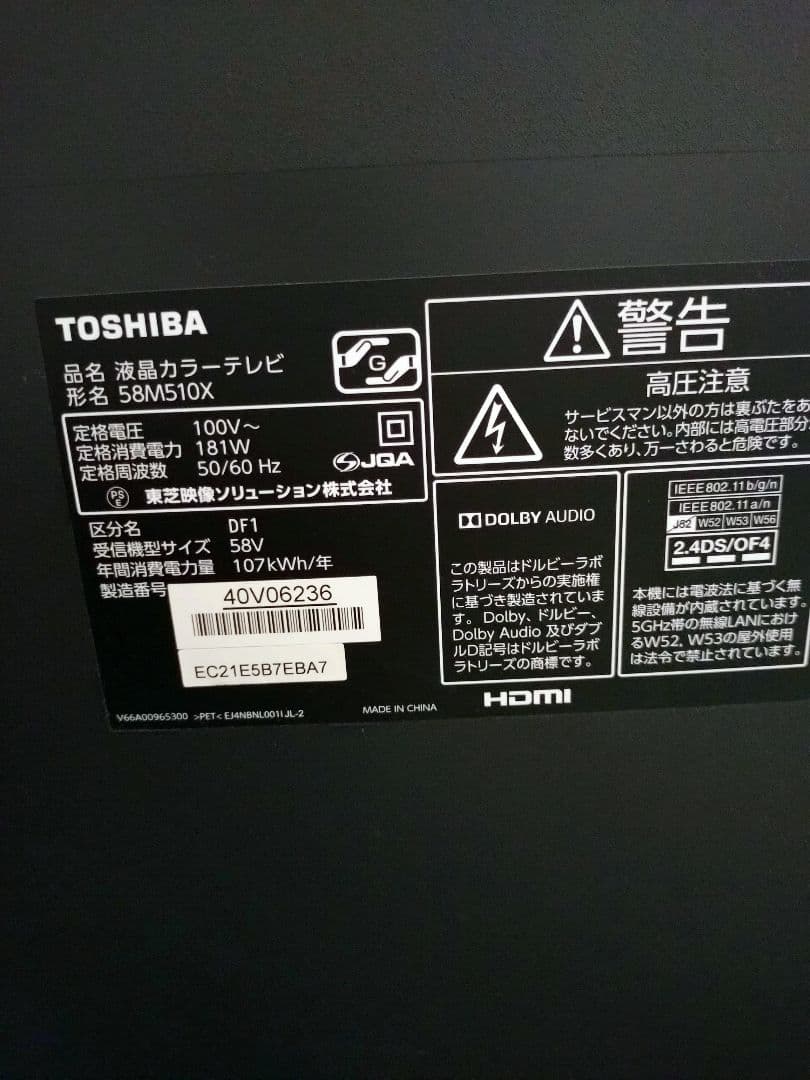 TOSHIBA
品名 液晶カラーテレビ
形名 58M510X
G
定格電圧 100V～
定格消費電力 181W
定格周波数 50/60 Hz
JQA
PS
E
東芝映像ソリューション株式会社
区分名 DF1
受信機型サイズ 58V
年間消費電力量 107kWh/年
製造番号
40V06236
EC21E5B7EBA7
V66A00965300 >PET< EJ4NBNL001I JL-2
MADE IN CHINA
警告
高圧注意
サービスマン以外の方は裏ぶたをあ
ないでください。内部には高電圧部分
数多くあり、万一さわると危険です。
DOLBY AUDIO
この製品はドルビーラボ
ラトリーズからの実施権
に基づき製造されていま
す。Dolby、ドルビー、
Dolby Audio 及びダブ
ルD記号はドルビーラボ
ラトリーズの商標です。
HDMI
IEEE802.11b/g/n
IEEE802.11a/n
J52 W52 W53 W56
2.4DS/OF4
本機には電波法に基づく無
線設備が内蔵されています。
5GHz帯の無線LANにおけ
るW52、W53の屋外使用
は法令で禁止されています。